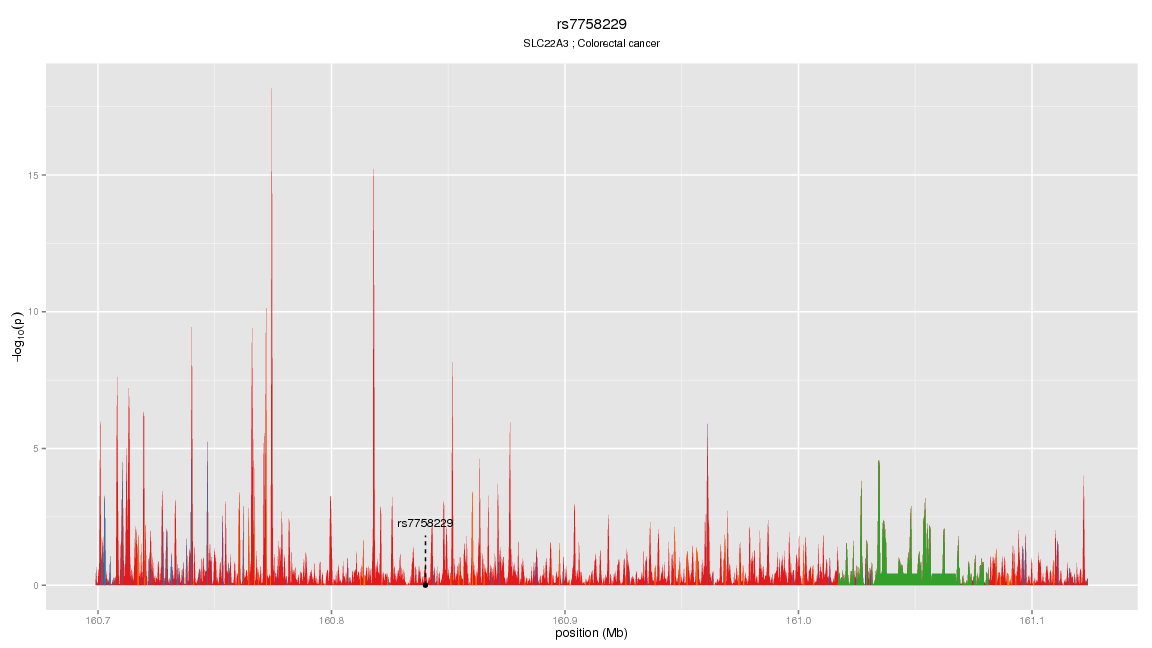 rs7758229
SLC22A3 ; Colorectal cancer
−log10(p)
15
10
5
0
rs7758229
160.7
160.8
160.9
161.0
161.1
position (Mb)